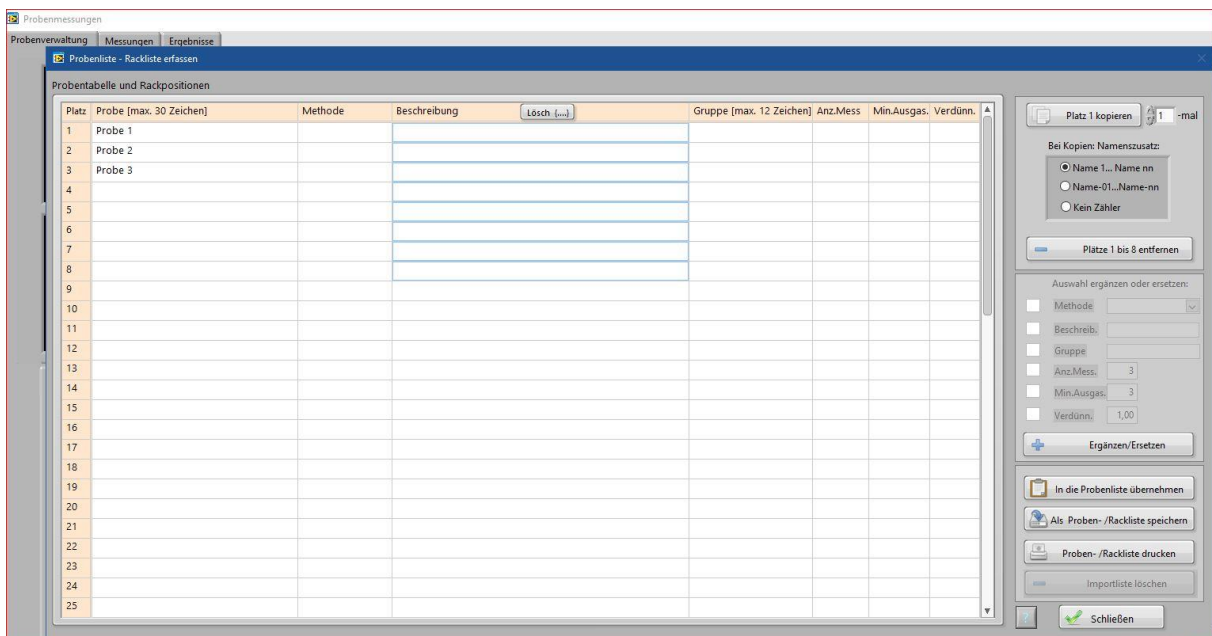 Probenmessungen
Probenverwaltung Messungen Ergebnisse
Probenliste - Rackliste erfassen
Probentabelle und Rackpositionen
Platz Probe [max. 30 Zeichen] Methode Beschreibung Lösch {....} Gruppe [max. 12 Zeichen] Anz.Mess Min.Ausgas. Verdünn.
1 Probe 1
2 Probe 2
3 Probe 3
4
5
6
7
8
9
10
11
12
13
14
15
16
17
18
19
20
21
22
23
24
25
Platz 1 kopieren 1 -mal
Bei Kopien: Namenszusatz:
Name 1... Name nn
Name-01...Name-nn
Kein Zähler
Plätze 1 bis 8 entfernen
Auswahl ergänzen oder ersetzen:
Methode
Beschreib.
Gruppe
Anz.Mess. 3
Min.Ausgas. 3
Verdünn. 1,00
Ergänzen/Ersetzen
In die Probenliste übernehmen
Als Proben- /Rackliste speichern
Proben- /Rackliste drucken
Importliste löschen
? Schließen